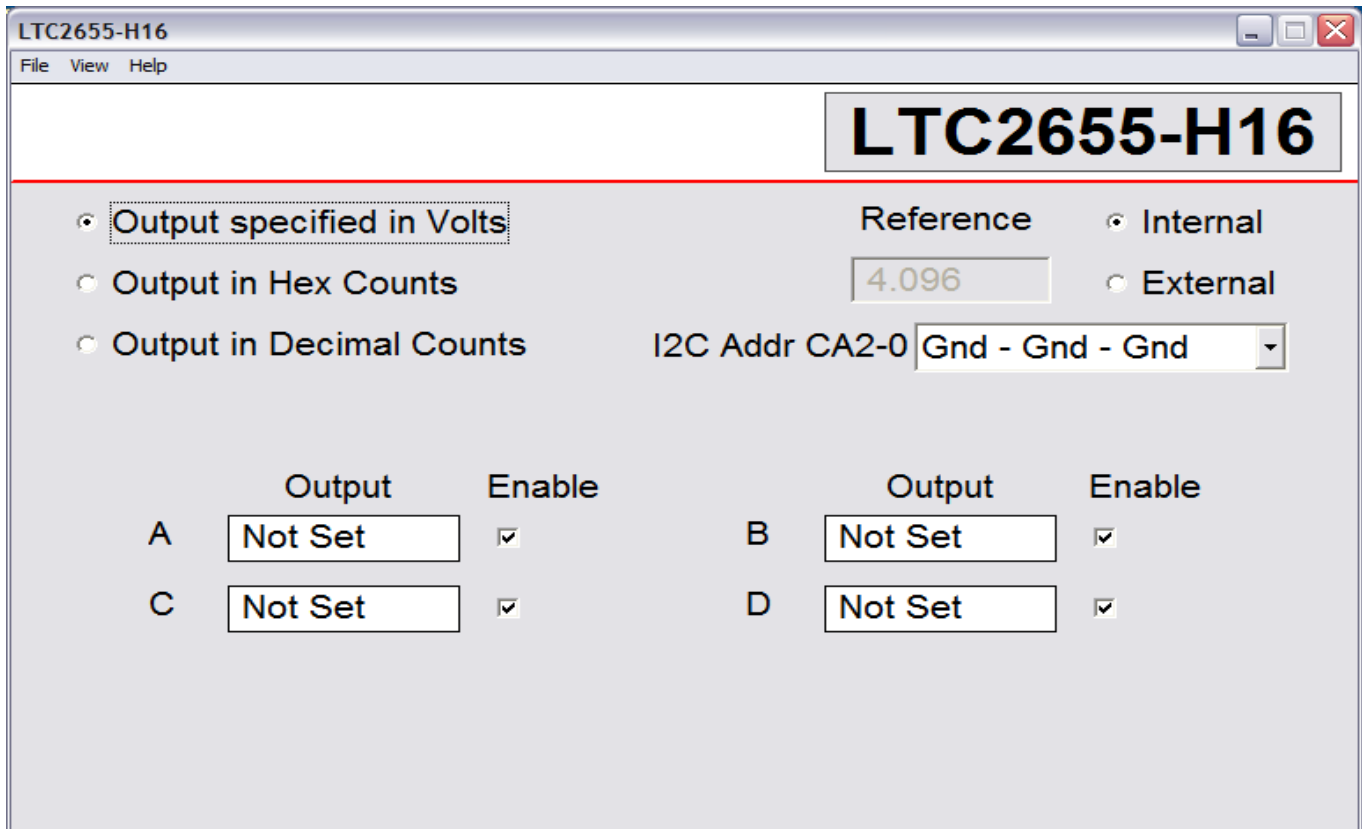 LTC2655-H16
File View Help
LTC2655-H16
Output specified in Volts
Reference
Internal
Output in Hex Counts
4.096
External
Output in Decimal Counts
I2C Addr CA2-0
Gnd - Gnd - Gnd
Output Enable Output Enable
A Not Set B Not Set
C Not Set D Not Set